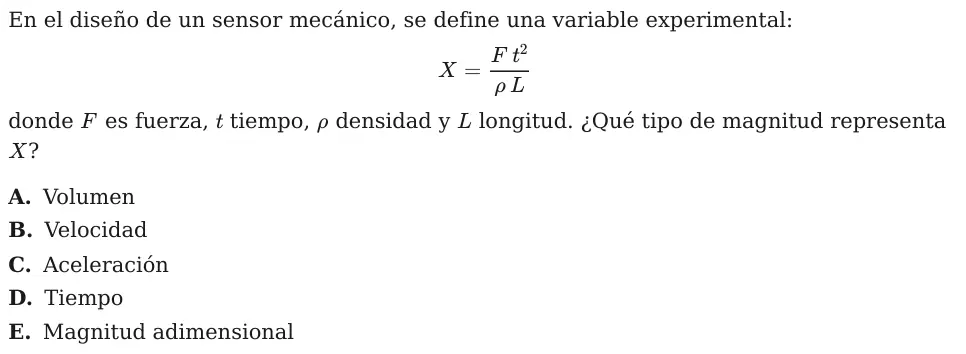 En el diseño de un sensor mecánico, se define una variable experimental:
X = F t² / ρ L
donde F es fuerza, t tiempo, ρ densidad y L longitud. ¿Qué tipo de magnitud representa
X?
A. Volumen
B. Velocidad
C. Aceleración
D. Tiempo
E. Magnitud adimensional